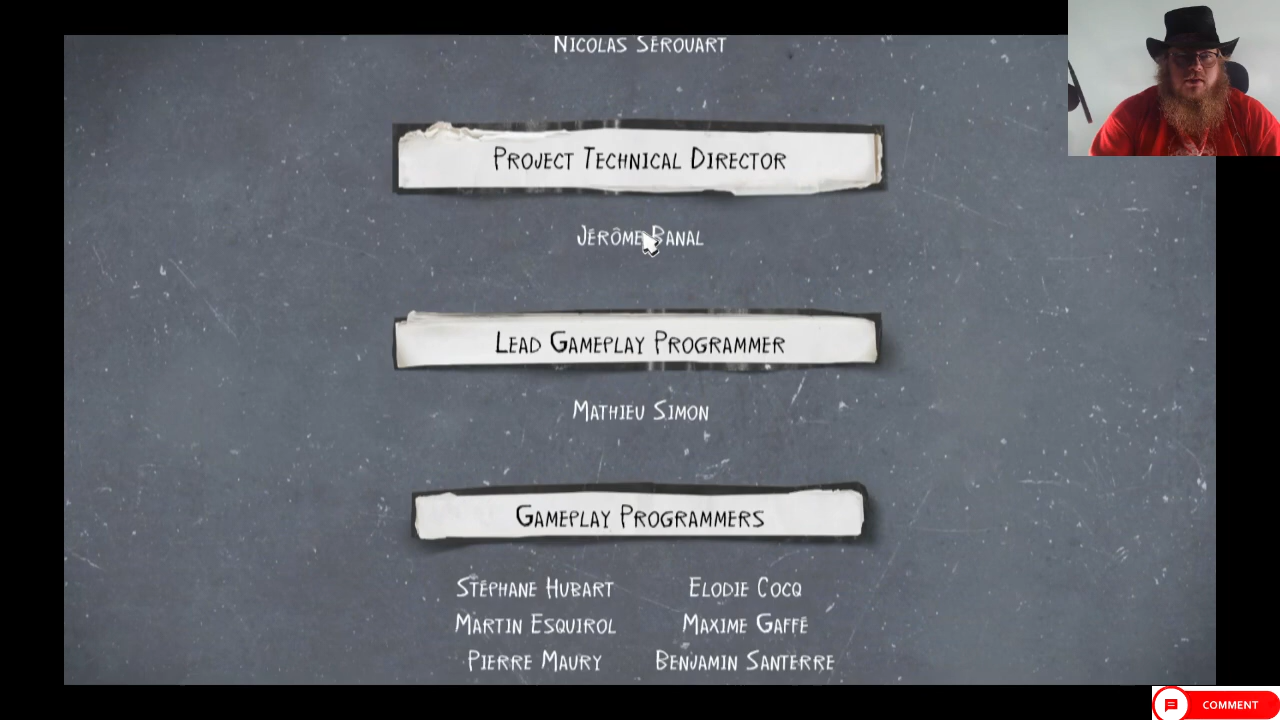 Nicolas Sérouart
Project Technical Director
Jérôme Banal
Lead Gameplay Programmer
Mathieu Simon
Gameplay Programmers
Stéphane Hubart
Elodie Cocq
Martin Esquirol
Maxime Gaffé
Pierre Maury
Benjamin Santerre
COMMENT